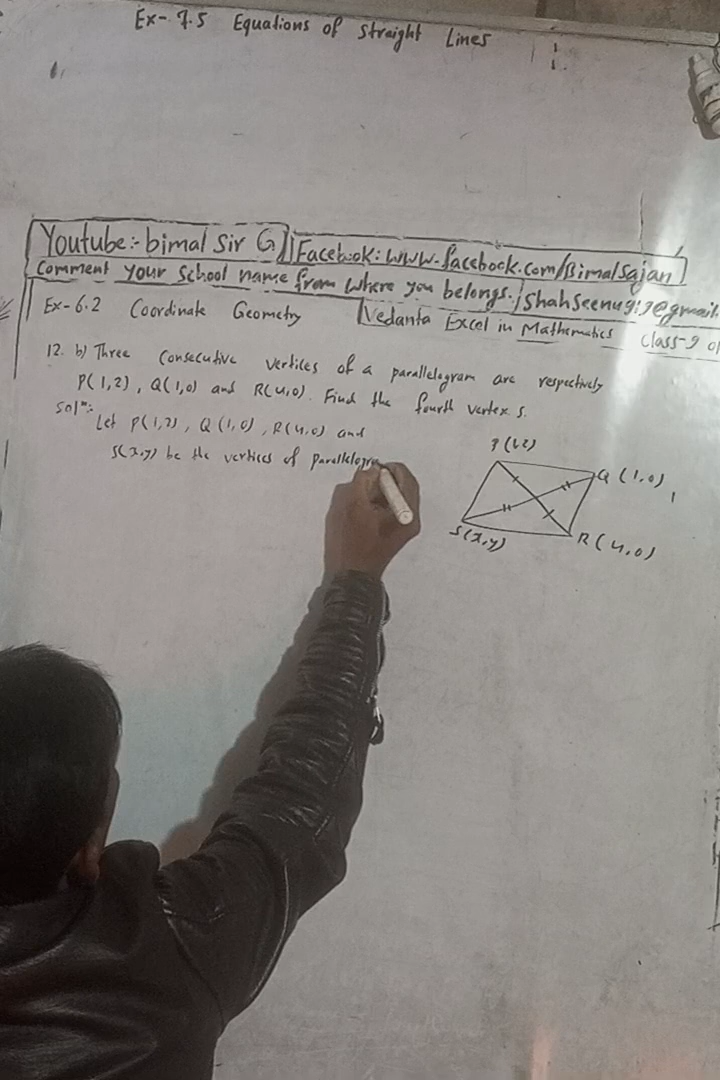 Ex- 7.5 Equations of straight Lines
Youtube:- bimal Sir G
Facebook: www.facebook.com/Bimalsajan
Comment your School name from where you belongs.
Ex-6.2 Coordinate Geometry
Vedanta Excel in Mathematics Class-9
12. b) Three Consecutive vertices of a parallelogram are respectively
P(1,2), Q(1,0) and R(4,0). Find the fourth vertex S.
Solⁿ:
Let P(1,2), Q(1,0), R(4,0) and
S(x,y) be the vertices of parallelogra
P(1,2)
Q (1,0)
S(x,y)
R(4,0)